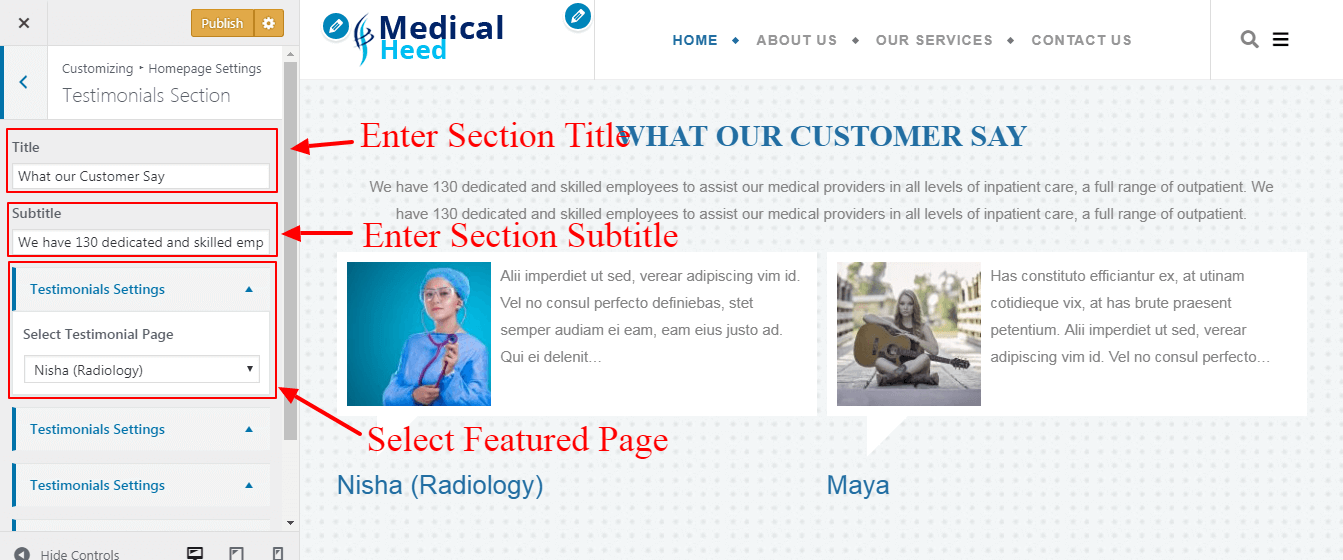 Publish
Customizing ‣ Homepage Settings
Testimonials Section
Title
What our Customer Say
Subtitle
We have 130 dedicated and skilled emp
Testimonials Settings
Select Testimonial Page
Nisha (Radiology)
Testimonials Settings
Testimonials Settings
Hide Controls
Medical
Heed
HOME
ABOUT US
OUR SERVICES
CONTACT US
Enter Section Title
WHAT OUR CUSTOMER SAY
We have 130 dedicated and skilled employees to assist our medical providers in all levels of inpatient care, a full range of outpatient. We
have 130 dedicated and skilled employees to assist our medical providers in all levels of inpatient care, a full range of outpatient.
Enter Section Subtitle
Alii imperdiet ut sed, verear adipiscing vim id.
Vel no consul perfecto definiebas, stet
semper audiam ei eam, eam eius justo ad.
Qui ei delenit…
Has constituto efficiantur ex, at utinam
cotidieque vix, at has brute praesent
petentium. Alii imperdiet ut sed, verear
adipiscing vim id. Vel no consul perfecto…
Select Featured Page
Nisha (Radiology)
Maya